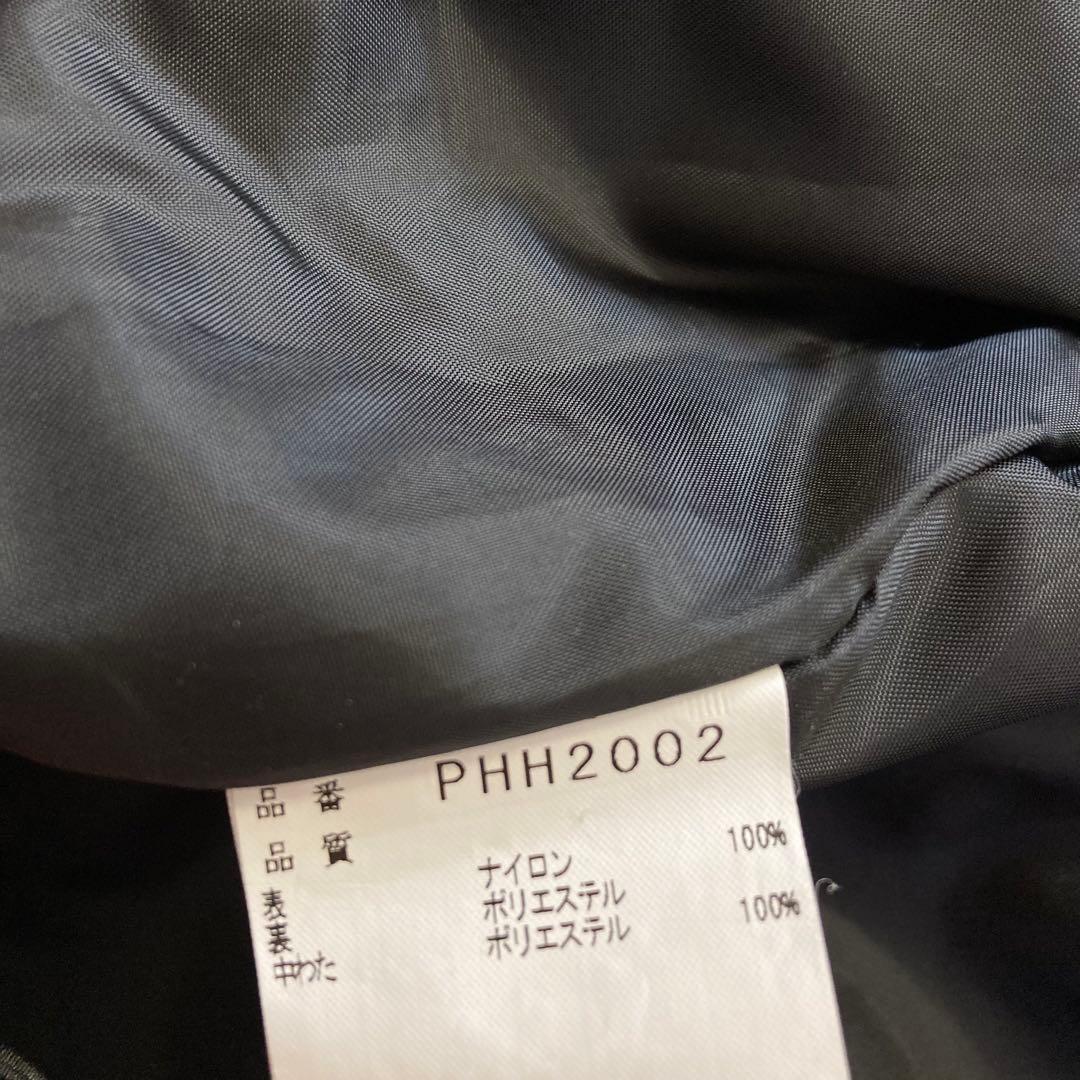 品番 PHH2002
品質
表 ナイロン 100%
裏 ポリエステル
中わた ポリエステル 100%